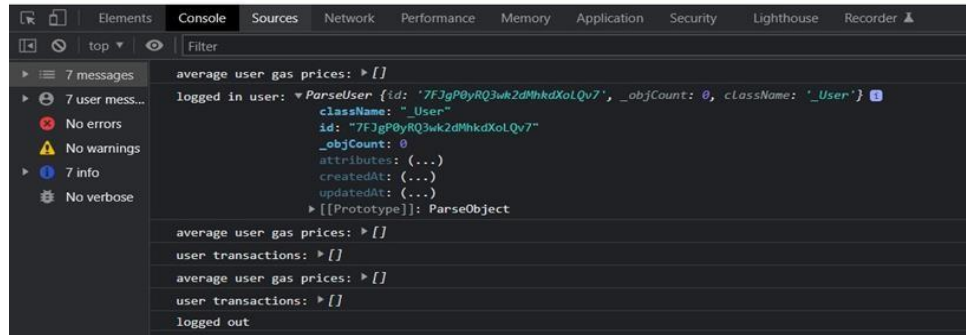 Elements Console Sources Network Performance Memory Application Security Lighthouse Recorder
top Filter
7 messages
7 user mess...
No errors
No warnings
7 info
No verbose
average user gas prices: ▶[]
logged in user: ▼ParseUser {id: '7FJgP0yRQ3wk2dMhkdXoLQv7', _objCount: 0, className: '_User'} i
className: "_User"
id: "7FJgP0yRQ3wk2dMhkdXoLQv7"
_objCount: 0
attributes: (...)
createdAt: (...)
updatedAt: (...)
▶[[Prototype]]: ParseObject
average user gas prices: ▶[]
user transactions: ▶[]
average user gas prices: ▶[]
user transactions: ▶[]
logged out